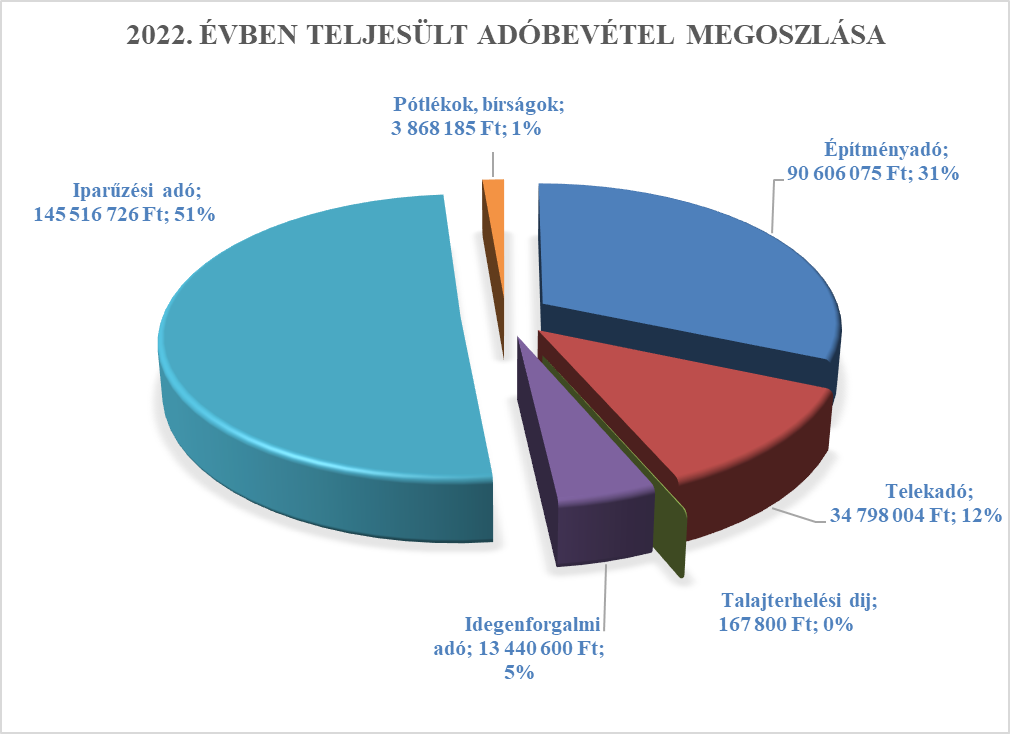 2022. ÉVBEN TELJESÜLT ADÓBEVÉTEL MEGOSZLÁSA
Pótlékok, bírságok;
3 868 185 Ft; 1%
Építményadó;
90 606 075 Ft; 31%
Iparűzési adó;
145 516 726 Ft; 51%
Telekadó;
34 798 004 Ft; 12%
Talajterhelési dij;
167 800 Ft; 0%
Idegenforgalmi
adó; 13 440 600 Ft;
5%